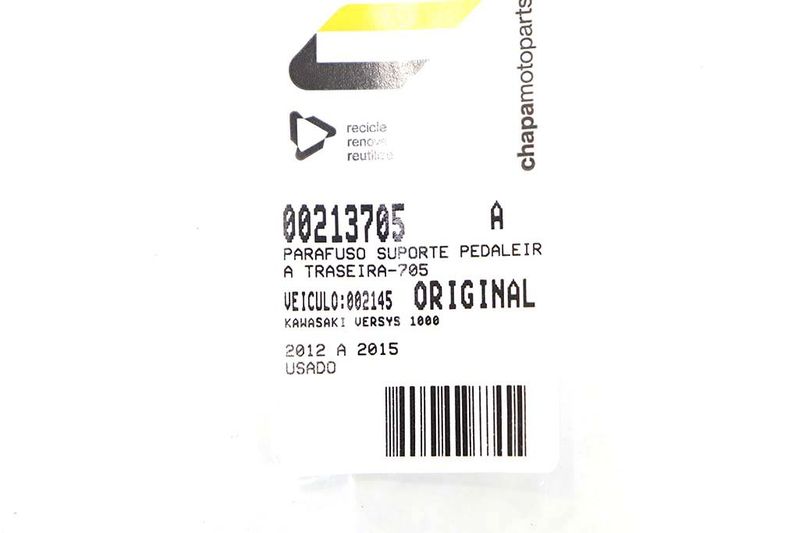 chapamotoparts
recicle
renove
reutilize
00213705 A
PARAFUSO SUPORTE PEDALEIR
A TRASEIRA-705
VEICULO:002145 ORIGINAL
KAWASAKI VERSYS 1000
2012 A 2015
USADO